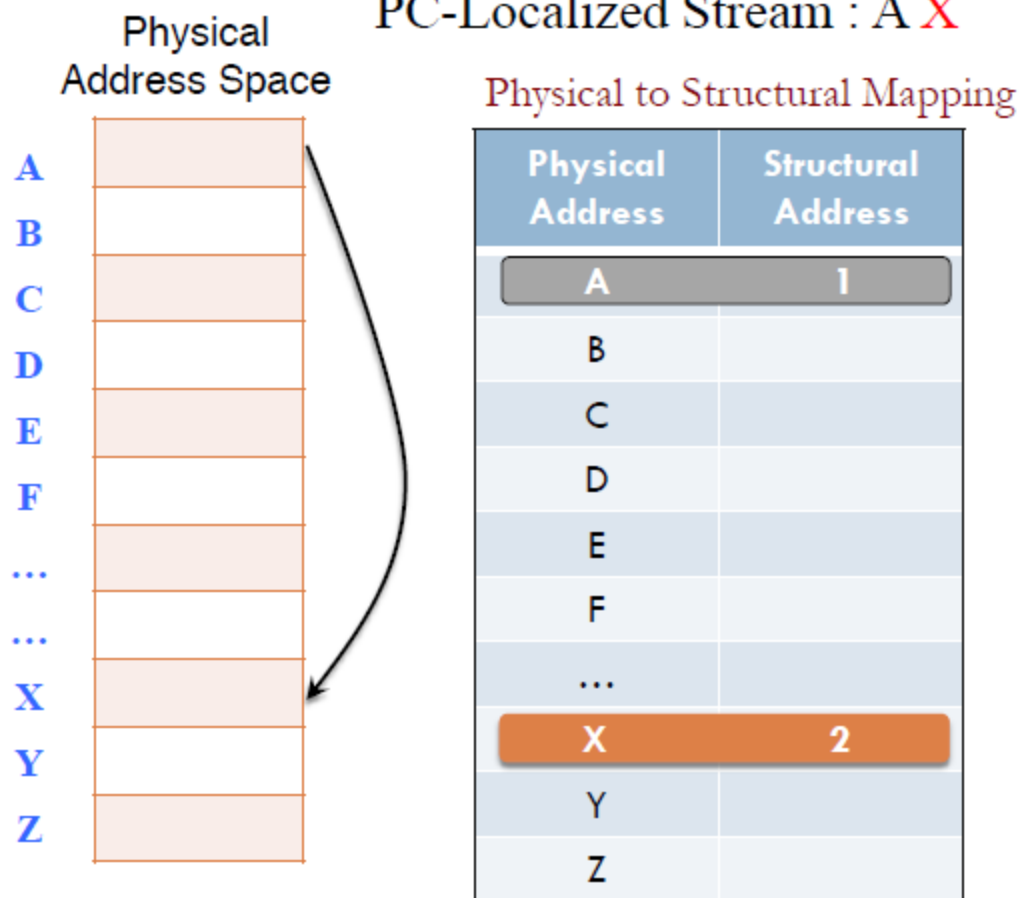 PC-Localized Stream : A X
Physical
Address Space
A
B
C
D
E
F
...
...
X
Y
Z
Physical to Structural Mapping
Physical Address Structural Address
A 1
B
C
D
E
F
...
X 2
Y
Z